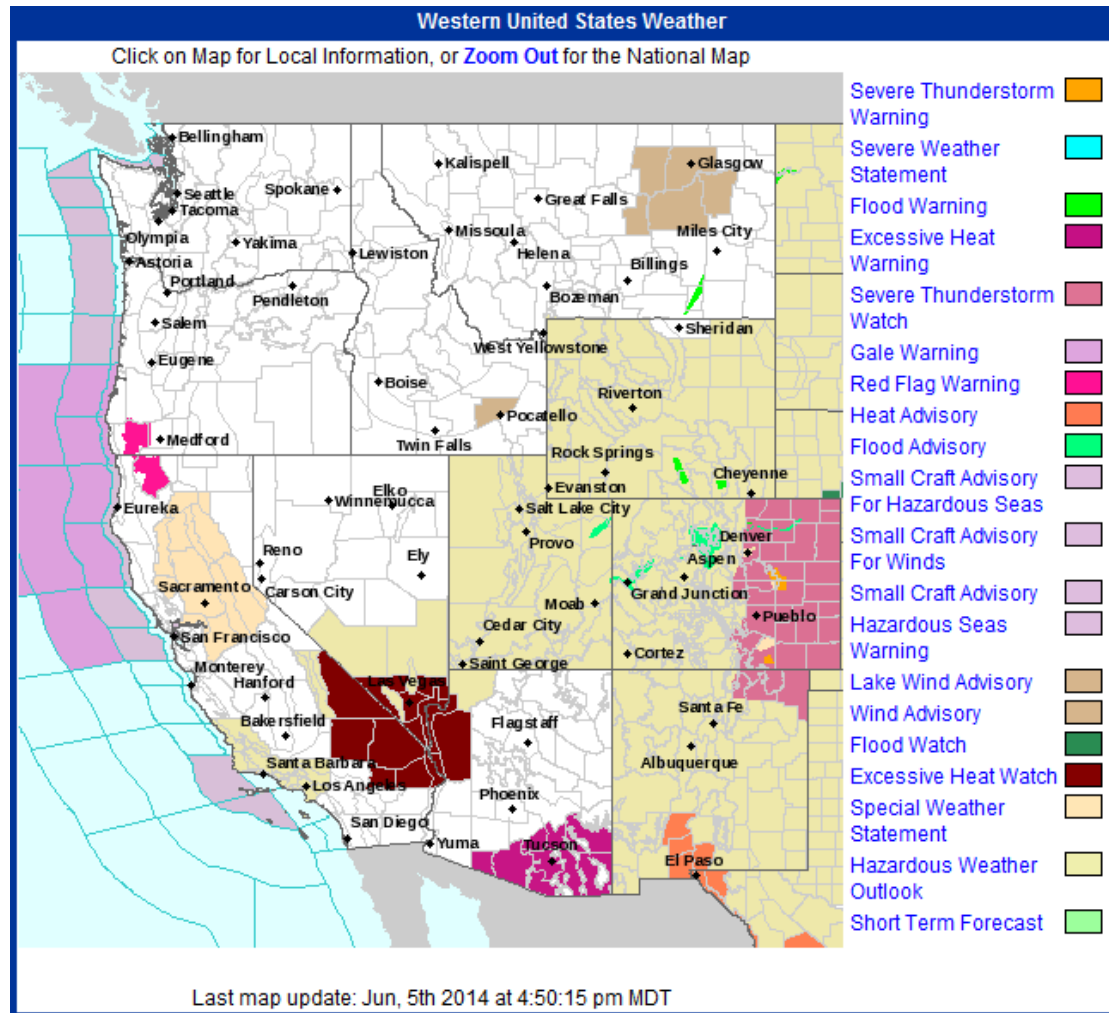 Western United States Weather
Click on Map for Local Information, or Zoom Out for the National Map
Bellingham
Seattle
Tacoma
Olympia
Spokane
Yakima
Astoria
Portland
Pendleton
Lewiston
Salem
Eugene
Medford
Kalispell
Great Falls
Glasgow
Missoula
Helena
Miles City
Billings
Bozeman
West Yellowstone
Sheridan
Boise
Pocatello
Twin Falls
Riverton
Rock Springs
Cheyenne
Evanston
Eureka
Winnemucca
Elko
Salt Lake City
Provo
Reno
Carson City
Ely
Sacramento
San Francisco
Monterey
Hanford
Bakersfield
Santa Barbara
Los Angeles
San Diego
Las Vegas
Cedar City
Saint George
Moab
Denver
Aspen
Grand Junction
Pueblo
Cortez
Flagstaff
Phoenix
Yuma
Tucson
Santa Fe
Albuquerque
El Paso
Severe Thunderstorm
Warning
Severe Weather
Statement
Flood Warning
Excessive Heat
Warning
Severe Thunderstorm
Watch
Gale Warning
Red Flag Warning
Heat Advisory
Flood Advisory
Small Craft Advisory
For Hazardous Seas
Small Craft Advisory
For Winds
Small Craft Advisory
Hazardous Seas
Warning
Lake Wind Advisory
Wind Advisory
Flood Watch
Excessive Heat Watch
Special Weather
Statement
Hazardous Weather
Outlook
Short Term Forecast
Last map update: Jun, 5th 2014 at 4:50:15 pm MDT